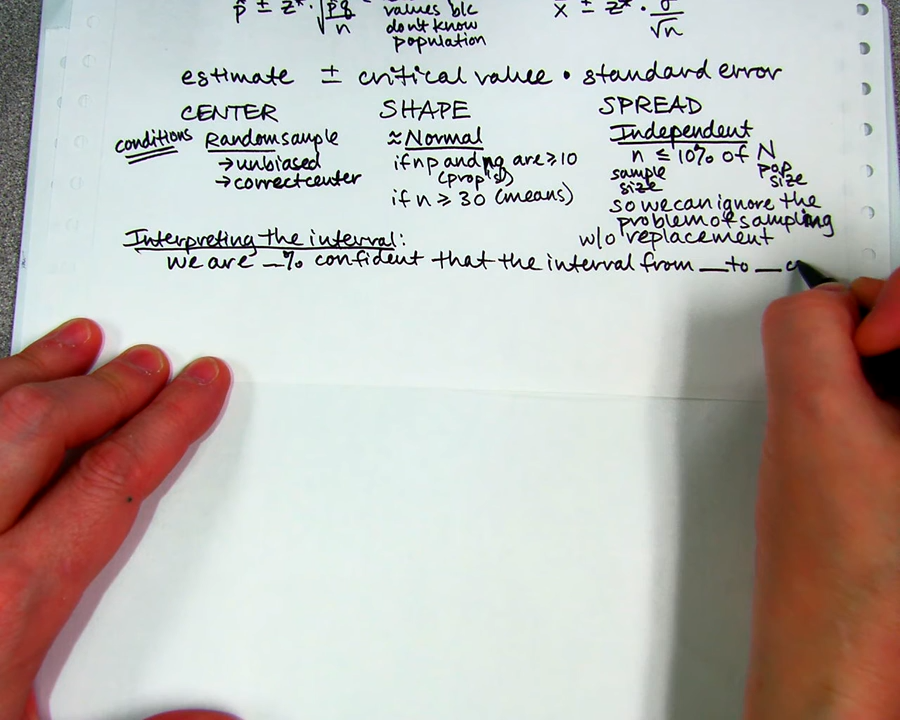 p̂ ± z* · √(p̂q̂/n) values b/c x̄ ± z* · σ/√n
don't know
population
estimate ± critical value • standard error
CENTER SHAPE SPREAD
conditions Random sample ≈ Normal Independent
→ unbiased if np and nq are ≥ 10 n ≤ 10% of N
→ correct center (prop's) sample size pop size
if n ≥ 30 (means) so we can ignore the
problem of sampling
Interpreting the interval: w/o replacement
we are __% confident that the interval from __ to __ c